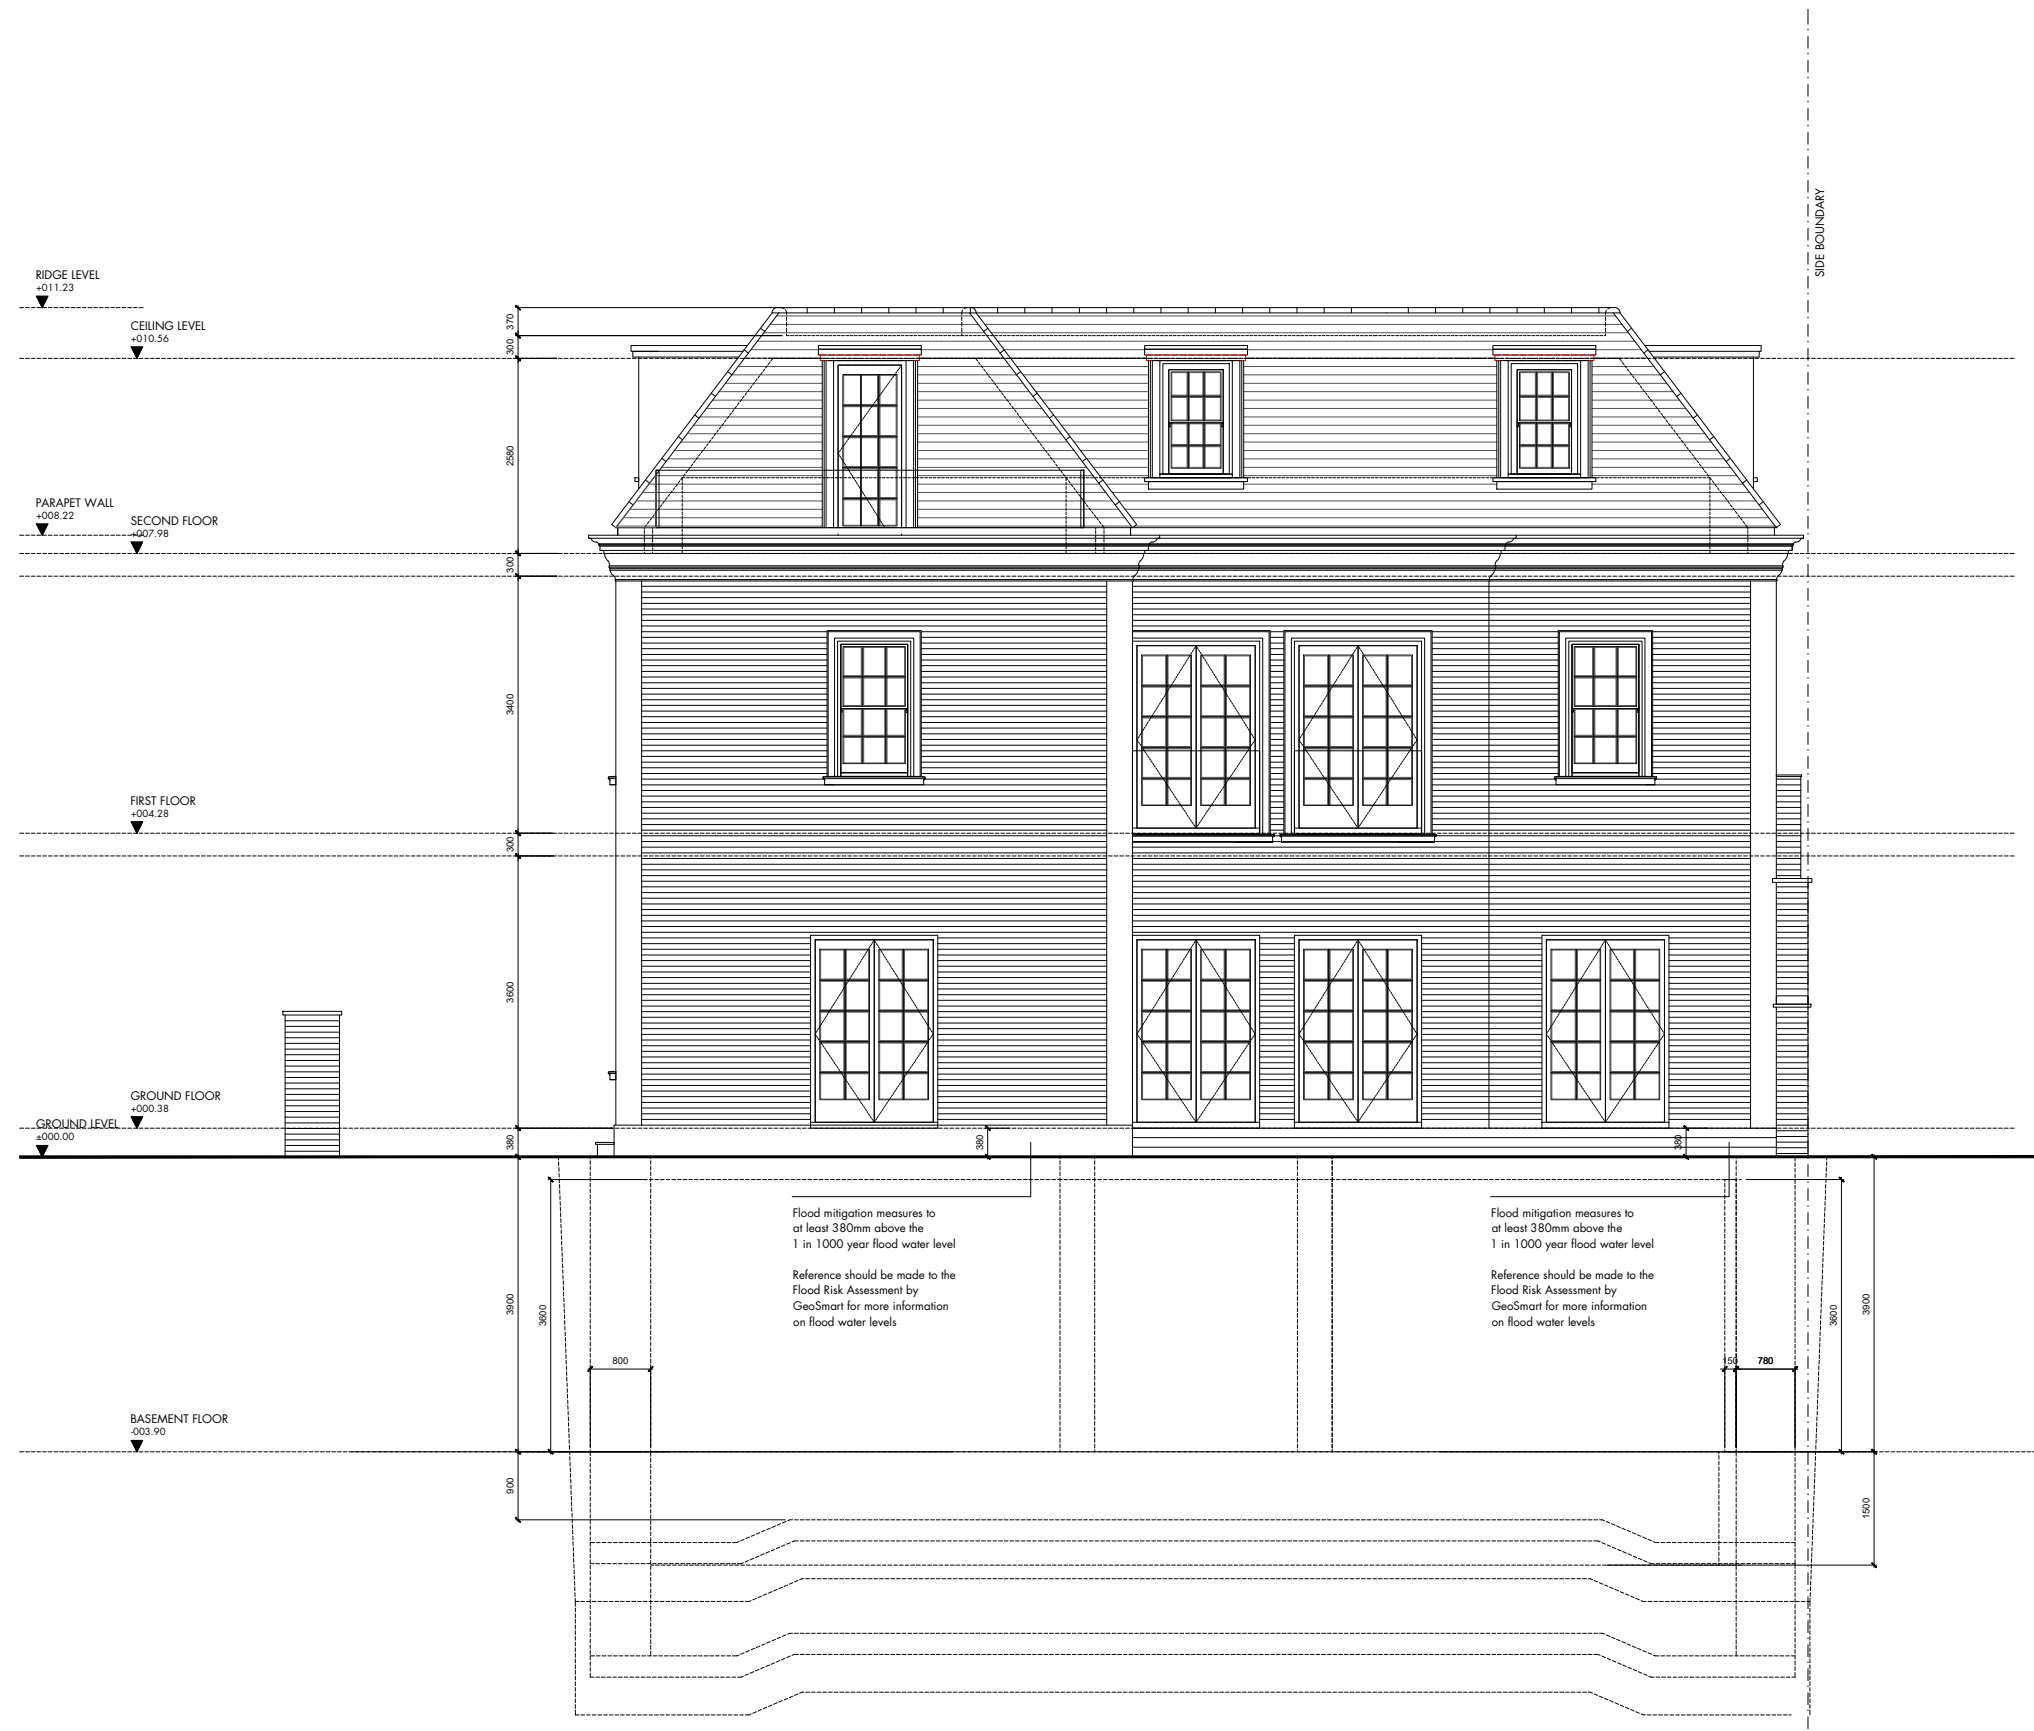 SIDE BOUNDARY
RIDGE LEVEL
+011.23
CEILING LEVEL
+010.56
PARAPET WALL
+008.22
SECOND FLOOR
+007.98
FIRST FLOOR
+004.28
GROUND FLOOR
+000.38
GROUND LEVEL
±000.00
BASEMENT FLOOR
-003.90
370
300
2580
300
3400
300
3600
380
3900
900
3600
380
380
Flood mitigation measures to
at least 380mm above the
1 in 1000 year flood water level
Reference should be made to the
Flood Risk Assessment by
GeoSmart for more information
on flood water levels
Flood mitigation measures to
at least 380mm above the
1 in 1000 year flood water level
Reference should be made to the
Flood Risk Assessment by
GeoSmart for more information
on flood water levels
800
150
780
3600
3900
1500